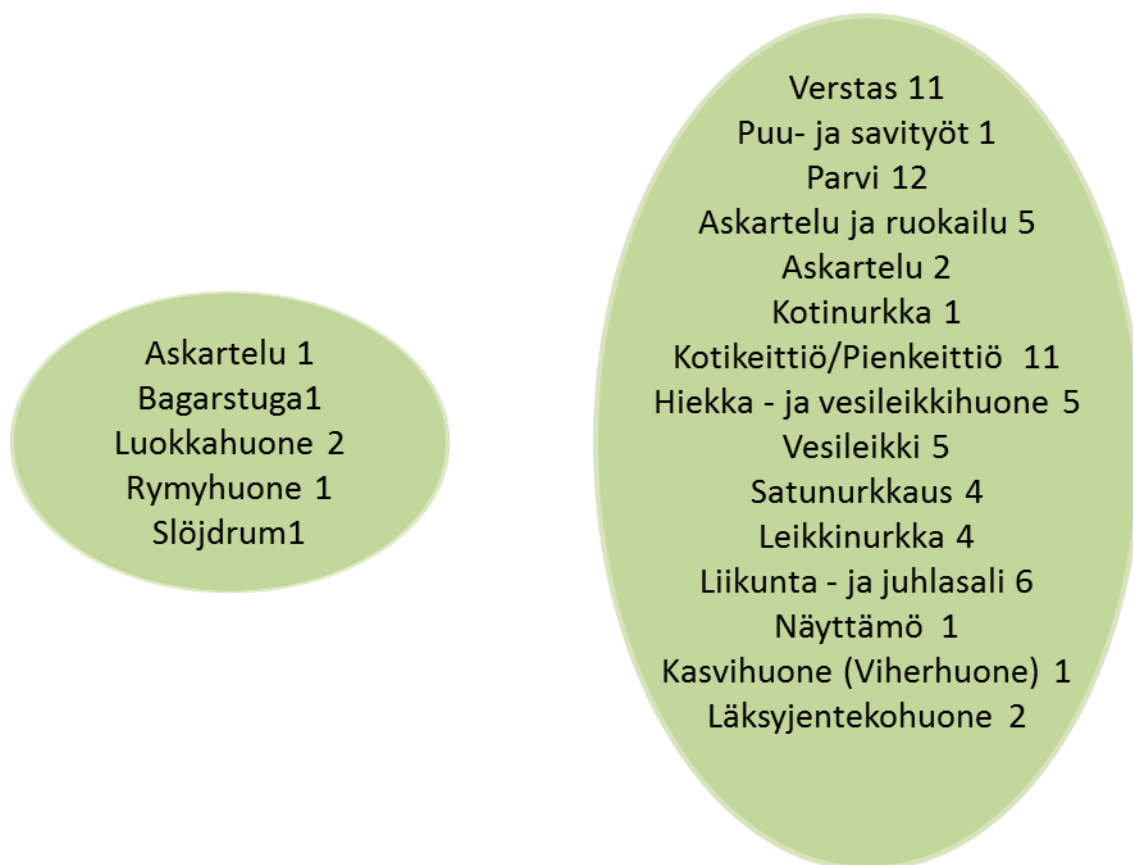 Askartelu 1
Bagarstuga1
Luokkahuone 2
Rymyhuone 1
Slöjdrum1
Verstas 11
Puu- ja savityöt 1
Parvi 12
Askartelu ja ruokailu 5
Askartelu 2
Kotinurkka 1
Kotikeittiö/Pienkeittiö 11
Hiekka - ja vesileikkihuone 5
Vesileikki 5
Satunurkkaus 4
Leikkinurkka 4
Liikunta - ja juhlasali 6
Näyttämö 1
Kasvihuone (Viherhuone) 1
Läksyjentekohuone 2